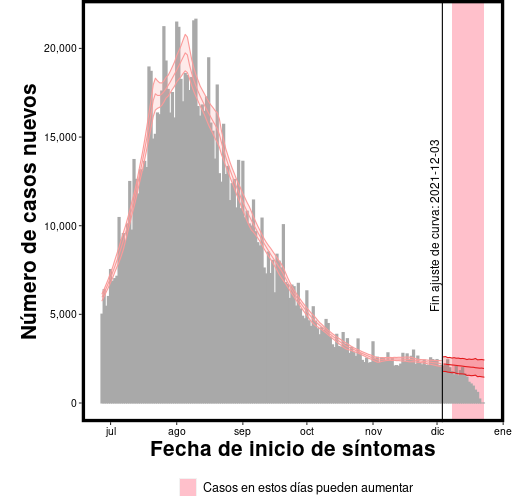 Número de casos nuevos
20,000
15,000
10,000
5,000
0
Fin ajuste de curva: 2021-12-03
jul ago sep oct nov dic ene
Fecha de inicio de síntomas
Casos en estos días pueden aumentar